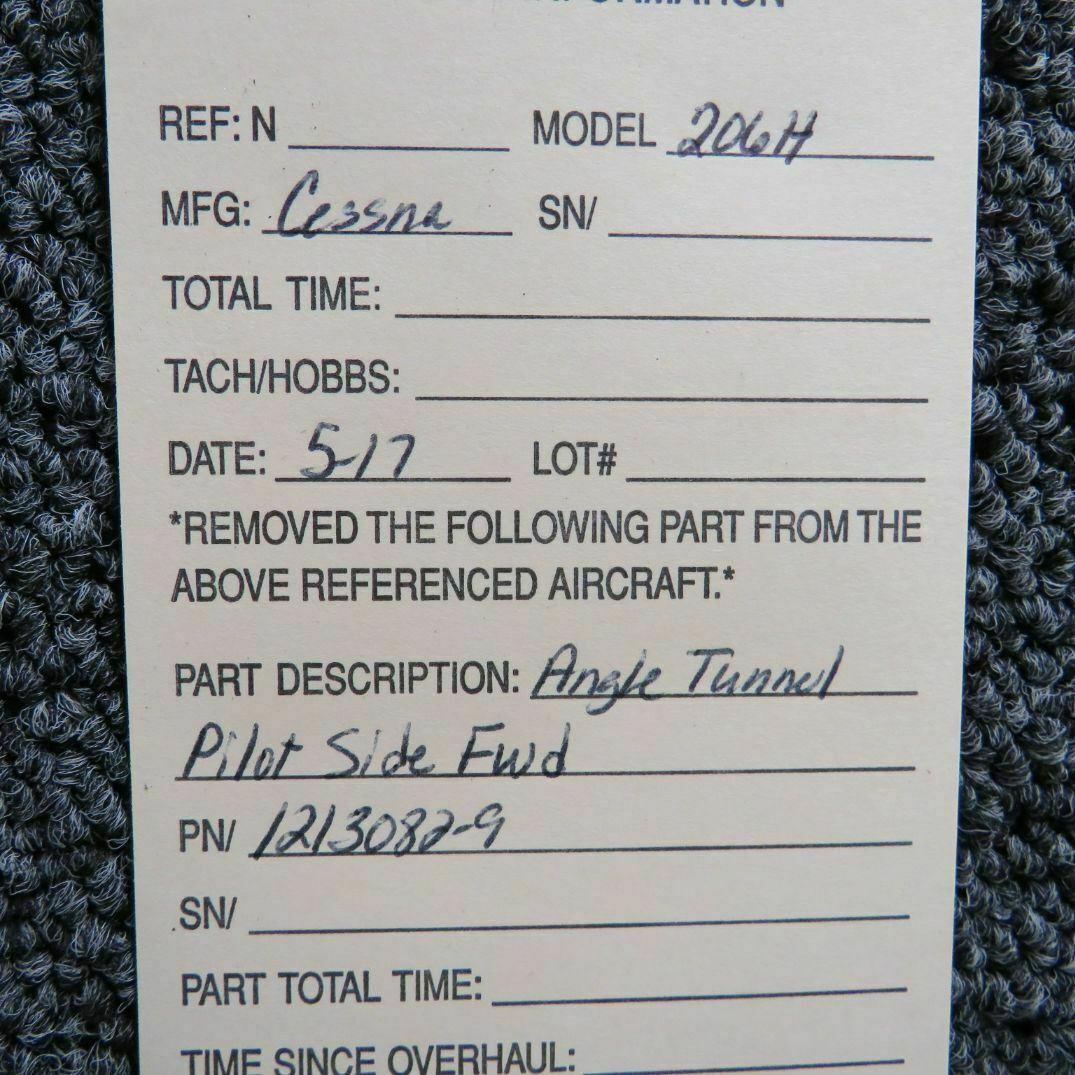 INFORMATION
REF: N MODEL 206H
MFG: Cessna SN/
TOTAL TIME:
TACH/HOBBS:
DATE: 5-17 LOT#
*REMOVED THE FOLLOWING PART FROM THE
ABOVE REFERENCED AIRCRAFT.*
PART DESCRIPTION: Angle Tunnel
Pilot Side Fwd
PN/ 1213082-9
SN/
PART TOTAL TIME:
TIME SINCE OVERHAUL: